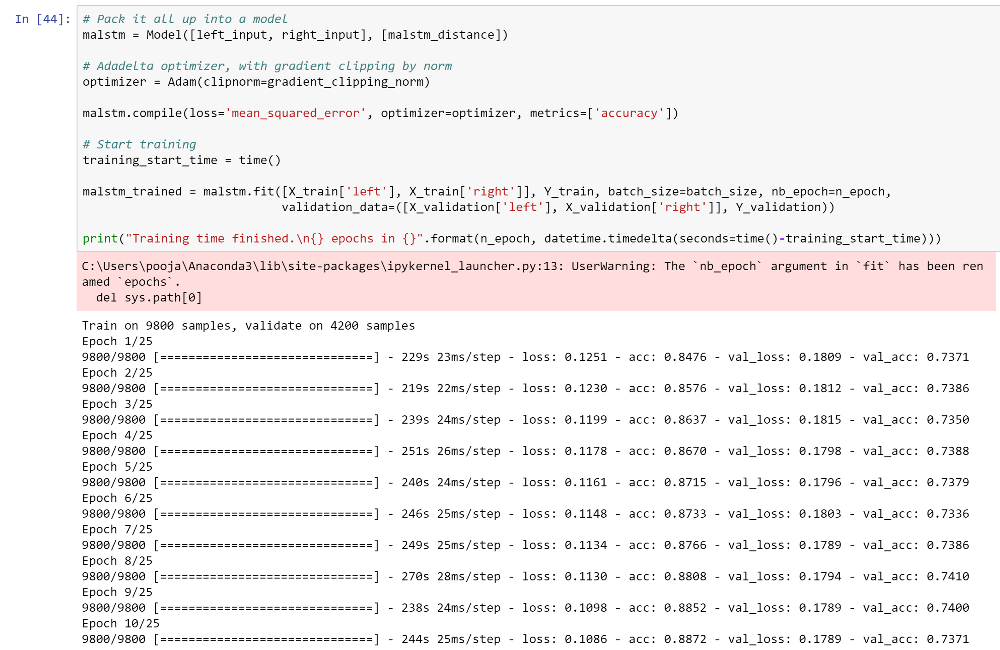 In [44]:
# Pack it all up into a model
malstm = Model([left_input, right_input], [malstm_distance])
# Adadelta optimizer, with gradient clipping by norm
optimizer = Adam(clipnorm=gradient_clipping_norm)
malstm.compile(loss='mean_squared_error', optimizer=optimizer, metrics=['accuracy'])
# Start training
training_start_time = time()
malstm_trained = malstm.fit([X_train['left'], X_train['right']], Y_train, batch_size=batch_size, nb_epoch=n_epoch,
                            validation_data=([X_validation['left'], X_validation['right']], Y_validation))
print("Training time finished.\n{} epochs in {}".format(n_epoch, datetime.timedelta(seconds=time()-training_start_time)))
C:\Users\pooja\Anaconda3\lib\site-packages\ipykernel_launcher.py:13: UserWarning: The `nb_epoch` argument in `fit` has been ren
amed `epochs`.
  del sys.path[0]
Train on 9800 samples, validate on 4200 samples
Epoch 1/25
9800/9800 [==============================] - 229s 23ms/step - loss: 0.1251 - acc: 0.8476 - val_loss: 0.1809 - val_acc: 0.7371
Epoch 2/25
9800/9800 [==============================] - 219s 22ms/step - loss: 0.1230 - acc: 0.8576 - val_loss: 0.1812 - val_acc: 0.7386
Epoch 3/25
9800/9800 [==============================] - 239s 24ms/step - loss: 0.1199 - acc: 0.8637 - val_loss: 0.1815 - val_acc: 0.7350
Epoch 4/25
9800/9800 [==============================] - 251s 26ms/step - loss: 0.1178 - acc: 0.8670 - val_loss: 0.1798 - val_acc: 0.7388
Epoch 5/25
9800/9800 [==============================] - 240s 24ms/step - loss: 0.1161 - acc: 0.8715 - val_loss: 0.1796 - val_acc: 0.7379
Epoch 6/25
9800/9800 [==============================] - 246s 25ms/step - loss: 0.1148 - acc: 0.8733 - val_loss: 0.1803 - val_acc: 0.7336
Epoch 7/25
9800/9800 [==============================] - 249s 25ms/step - loss: 0.1134 - acc: 0.8766 - val_loss: 0.1789 - val_acc: 0.7386
Epoch 8/25
9800/9800 [==============================] - 270s 28ms/step - loss: 0.1130 - acc: 0.8808 - val_loss: 0.1794 - val_acc: 0.7410
Epoch 9/25
9800/9800 [==============================] - 238s 24ms/step - loss: 0.1098 - acc: 0.8852 - val_loss: 0.1789 - val_acc: 0.7400
Epoch 10/25
9800/9800 [==============================] - 244s 25ms/step - loss: 0.1086 - acc: 0.8872 - val_loss: 0.1789 - val_acc: 0.7371